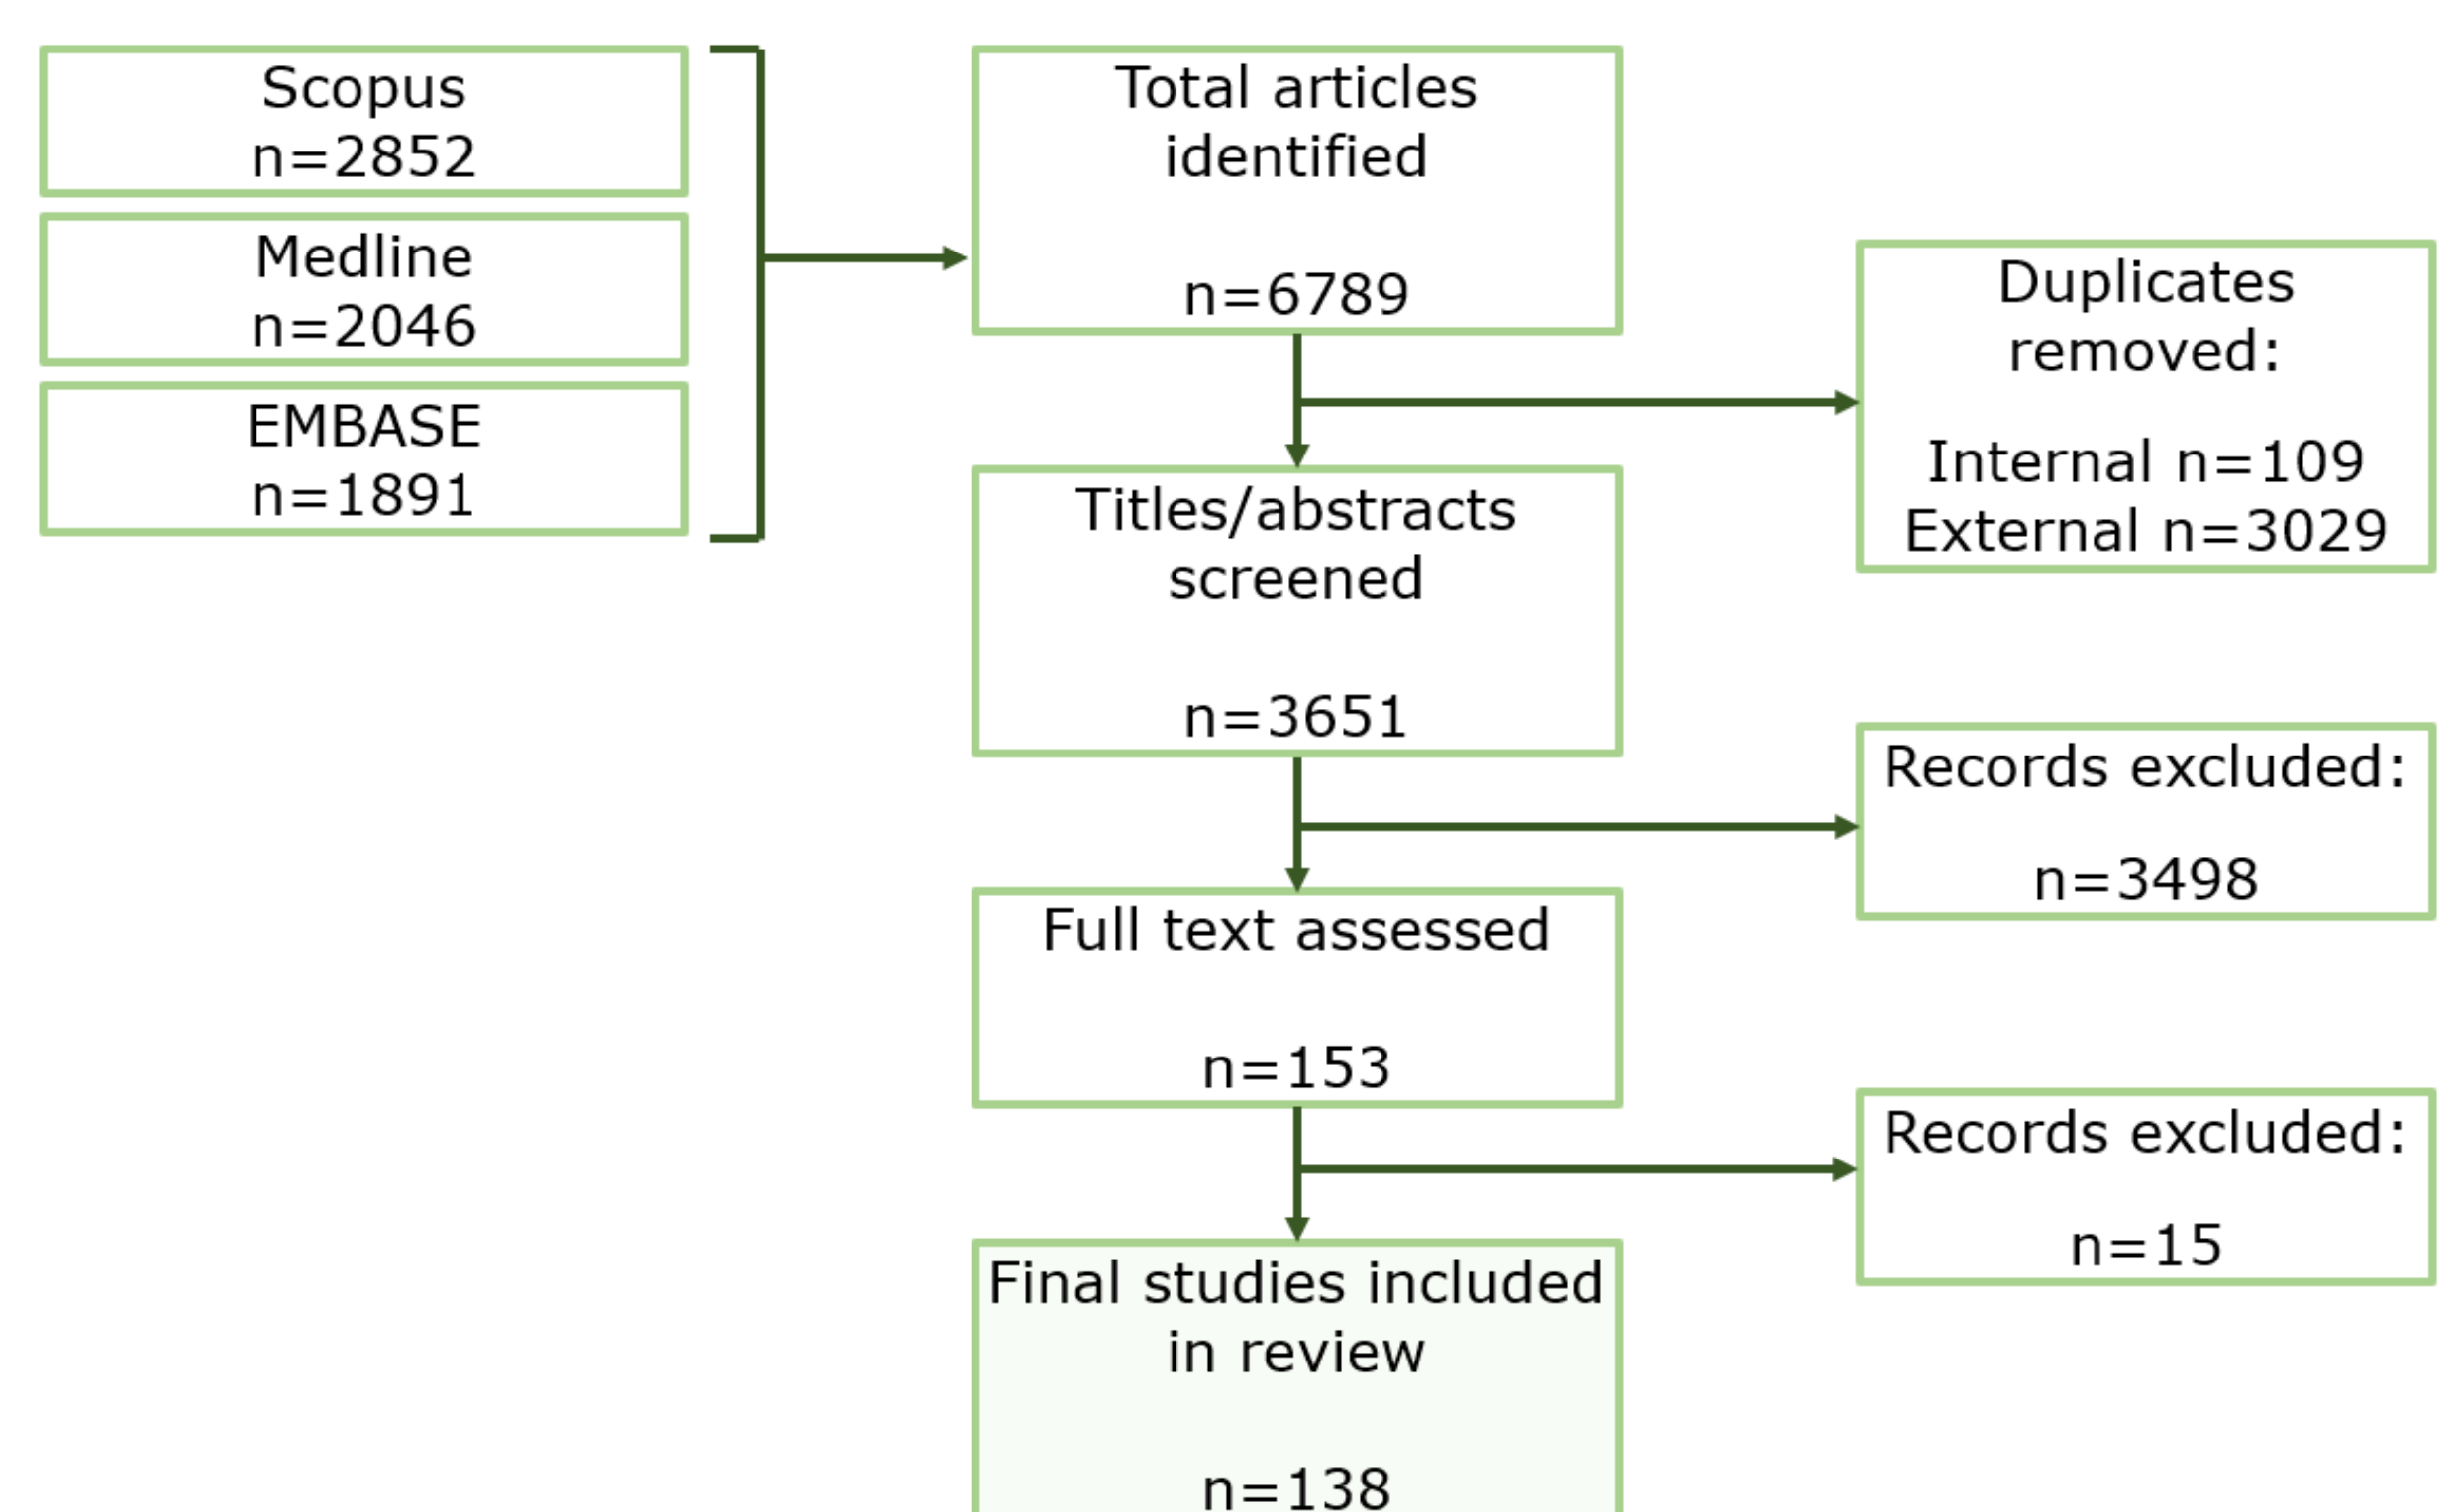 Scopus
n=2852
Medline
n=2046
EMBASE
n=1891
Total articles
identified
n=6789
Duplicates
removed:
Internal n=109
External n=3029
Titles/abstracts
screened
n=3651
Records excluded:
n=3498
Full text assessed
n=153
Records excluded:
n=15
Final studies included
in review
n=138